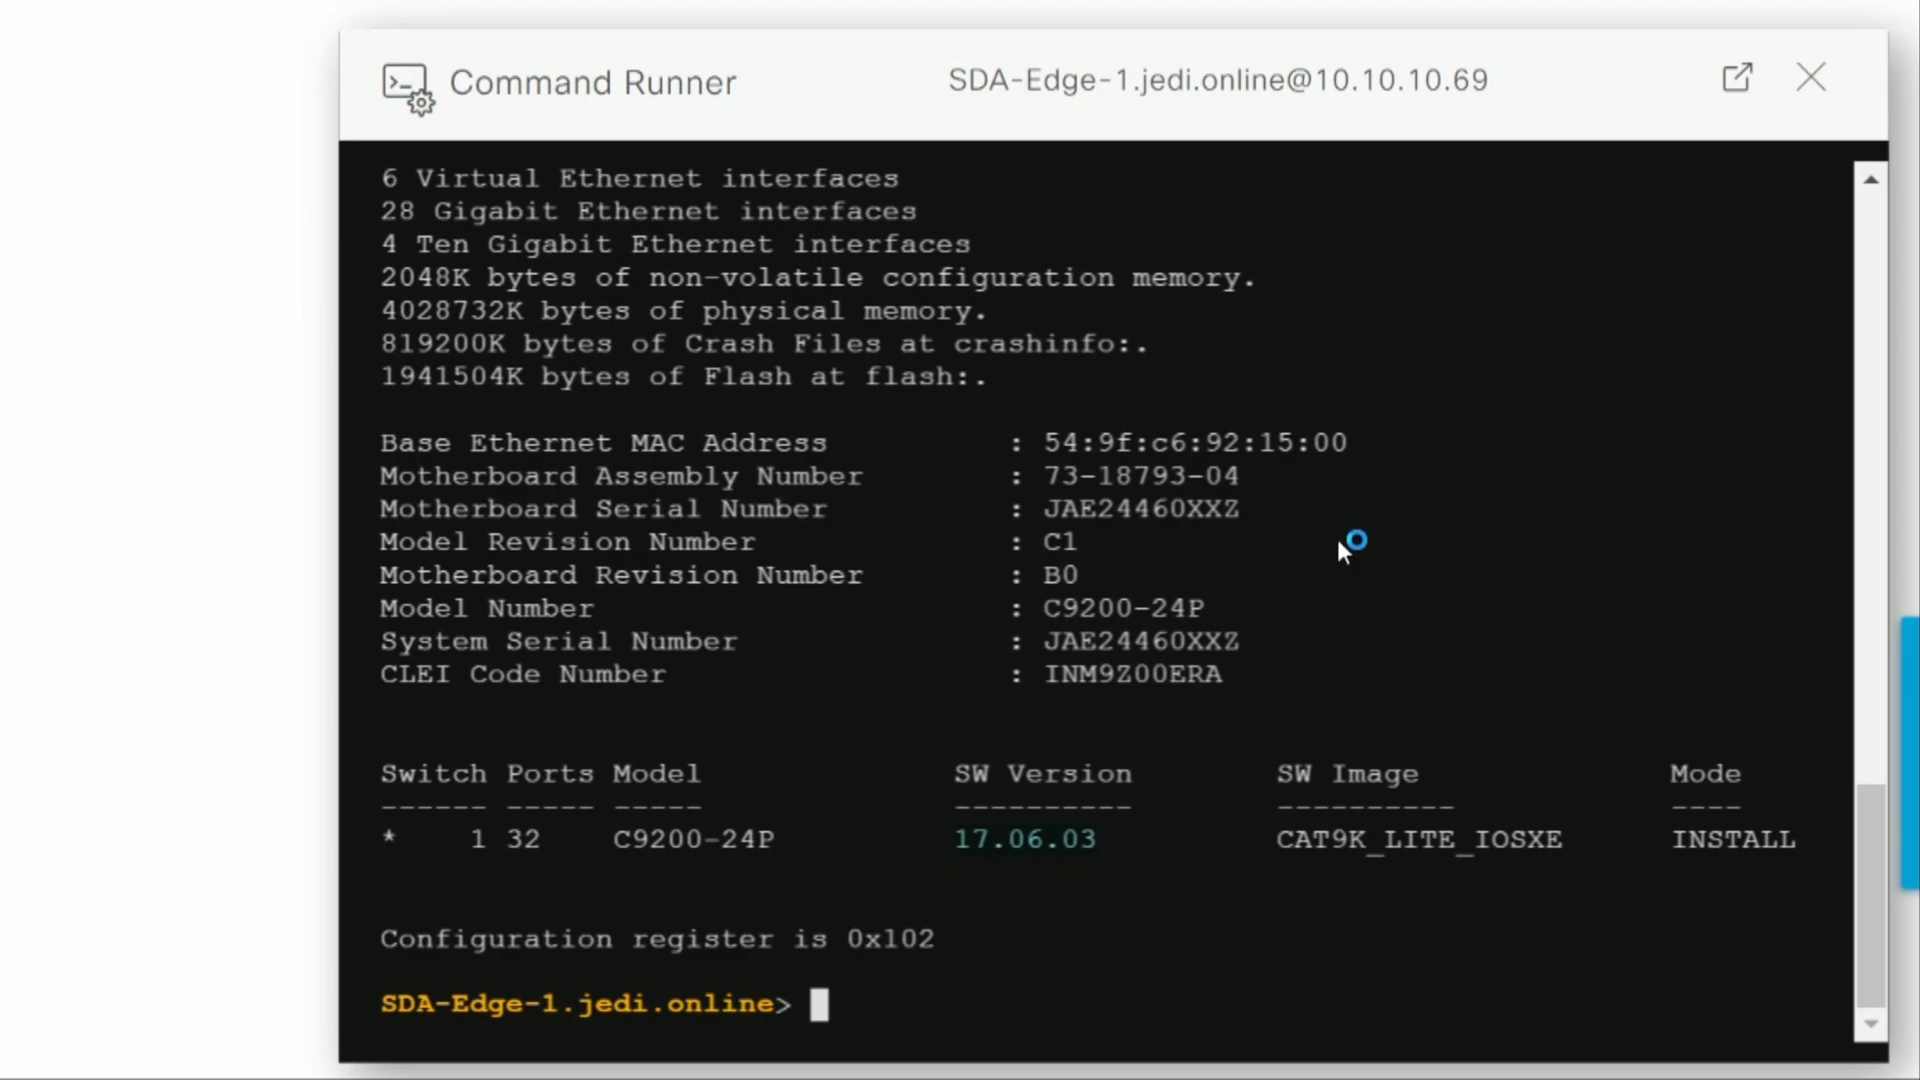 Command Runner
SDA-Edge-1.jedi.online@10.10.10.69
6 Virtual Ethernet interfaces
28 Gigabit Ethernet interfaces
4 Ten Gigabit Ethernet interfaces
2048K bytes of non-volatile configuration memory.
4028732K bytes of physical memory.
819200K bytes of Crash Files at crashinfo:.
1941504K bytes of Flash at flash:.
Base Ethernet MAC Address : 54:9f:c6:92:15:00
Motherboard Assembly Number : 73-18793-04
Motherboard Serial Number : JAE24460XXZ
Model Revision Number : C1
Motherboard Revision Number : B0
Model Number : C9200-24P
System Serial Number : JAE24460XXZ
CLEI Code Number : INM9Z00ERA
Switch Ports Model SW Version SW Image Mode
------ ----- ----- ---------- ---------- ----
* 1 32 C9200-24P 17.06.03 CAT9K_LITE_IOSXE INSTALL
Configuration register is 0x102
SDA-Edge-1.jedi.online>